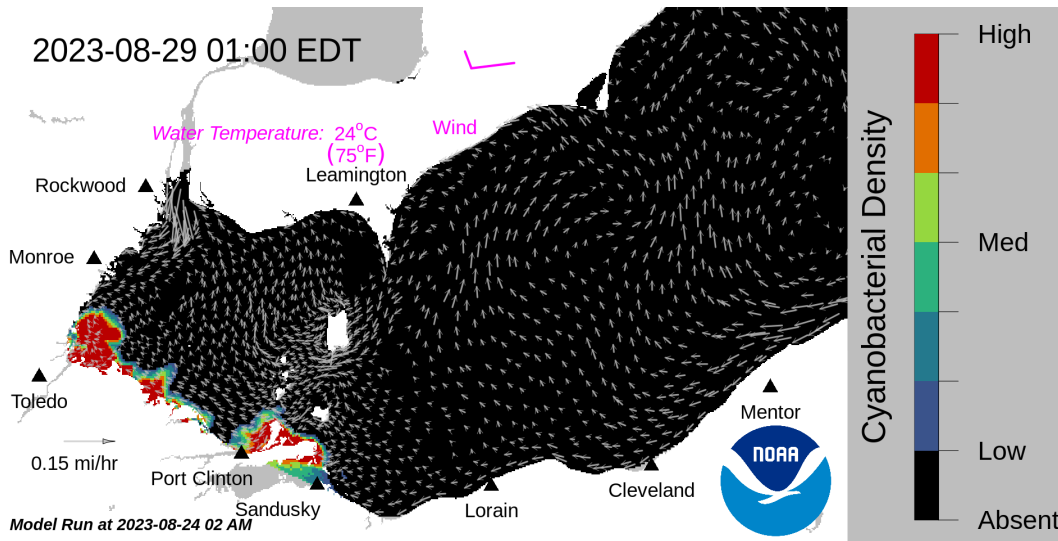 2023-08-29 01:00 EDT
Wind
Water Temperature: 24°C
(75°F)
Leamington
Rockwood
Monroe
Toledo
0.15 mi/hr
Port Clinton
Sandusky
Lorain
Cleveland
Mentor
NOAA
Model Run at 2023-08-24 02 AM
Cyanobacterial Density
High
Med
Low
Absent